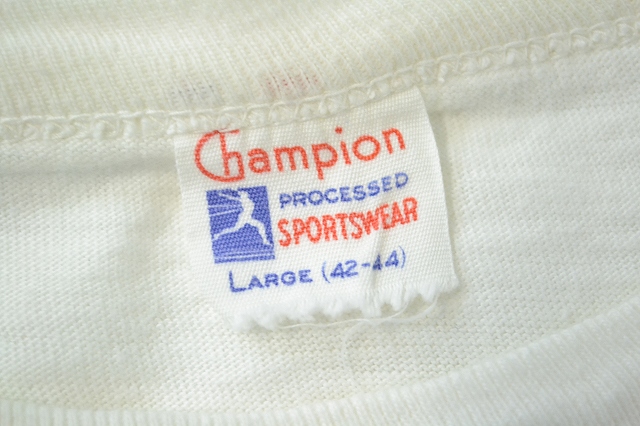 Champion
PROCESSED
SPORTSWEAR
LARGE (42-44)